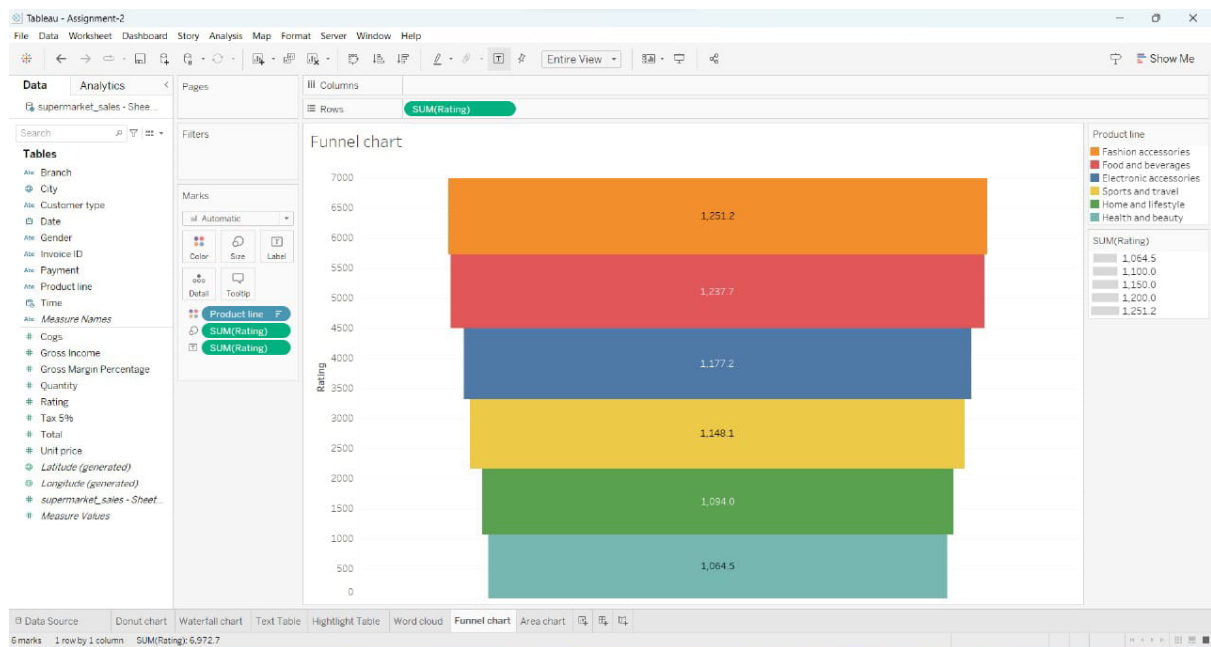 Tableau - Assignment-2
File Data Worksheet Dashboard Story Analysis Map Format Server Window Help
Entire View
Show Me
Data Analytics
supermarket_sales - Shee...
Search
Tables
Abc Branch
City
Abc Customer type
Date
Abc Gender
Abc Invoice ID
Abc Payment
Abc Product line
Time
Abc Measure Names
# Cogs
# Gross Income
# Gross Margin Percentage
# Quantity
# Rating
# Tax 5%
# Total
# Unit price
Latitude (generated)
Longitude (generated)
# supermarket_sales - Sheet...
# Measure Values
Pages
Filters
Marks
Automatic
Color Size Label
Detail Tooltip
Product line
SUM(Rating)
SUM(Rating)
Columns
Rows SUM(Rating)
Funnel chart
7000
6500
6000
5500
5000
4500
4000
3500
3000
2500
2000
1500
1000
500
0
Rating
1,251.2
1,237.7
1,177.2
1,148.1
1,094.0
1,064.5
Product line
Fashion accessories
Food and beverages
Electronic accessories
Sports and travel
Home and lifestyle
Health and beauty
SUM(Rating)
1,064.5
1,100.0
1,150.0
1,200.0
1,251.2
Data Source Donut chart Waterfall chart Text Table Hightlight Table Word cloud Funnel chart Area chart
6 marks 1 row by 1 column SUM(Rating): 6,972.7